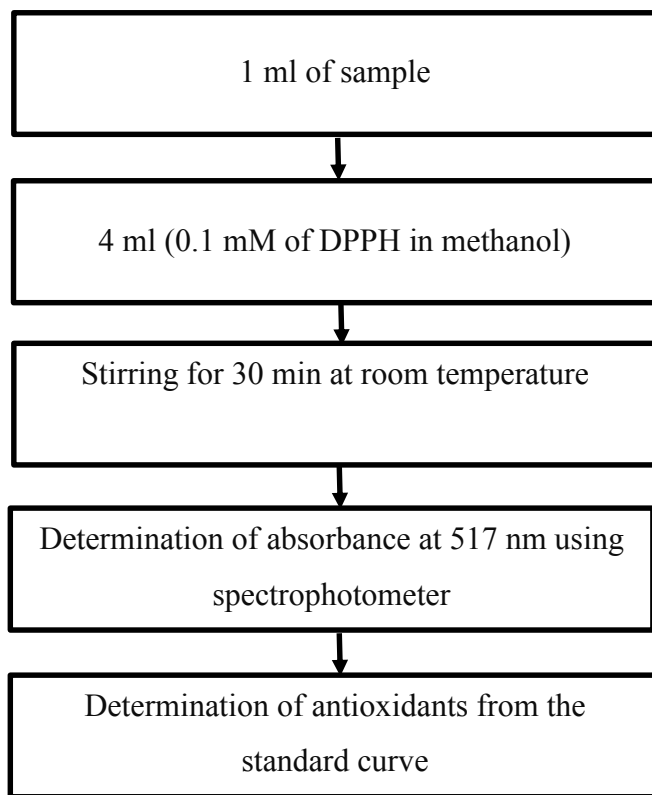 1 ml of sample
4 ml (0.1 mM of DPPH in methanol)
Stirring for 30 min at room temperature
Determination of absorbance at 517 nm using
spectrophotometer
Determination of antioxidants from the
standard curve